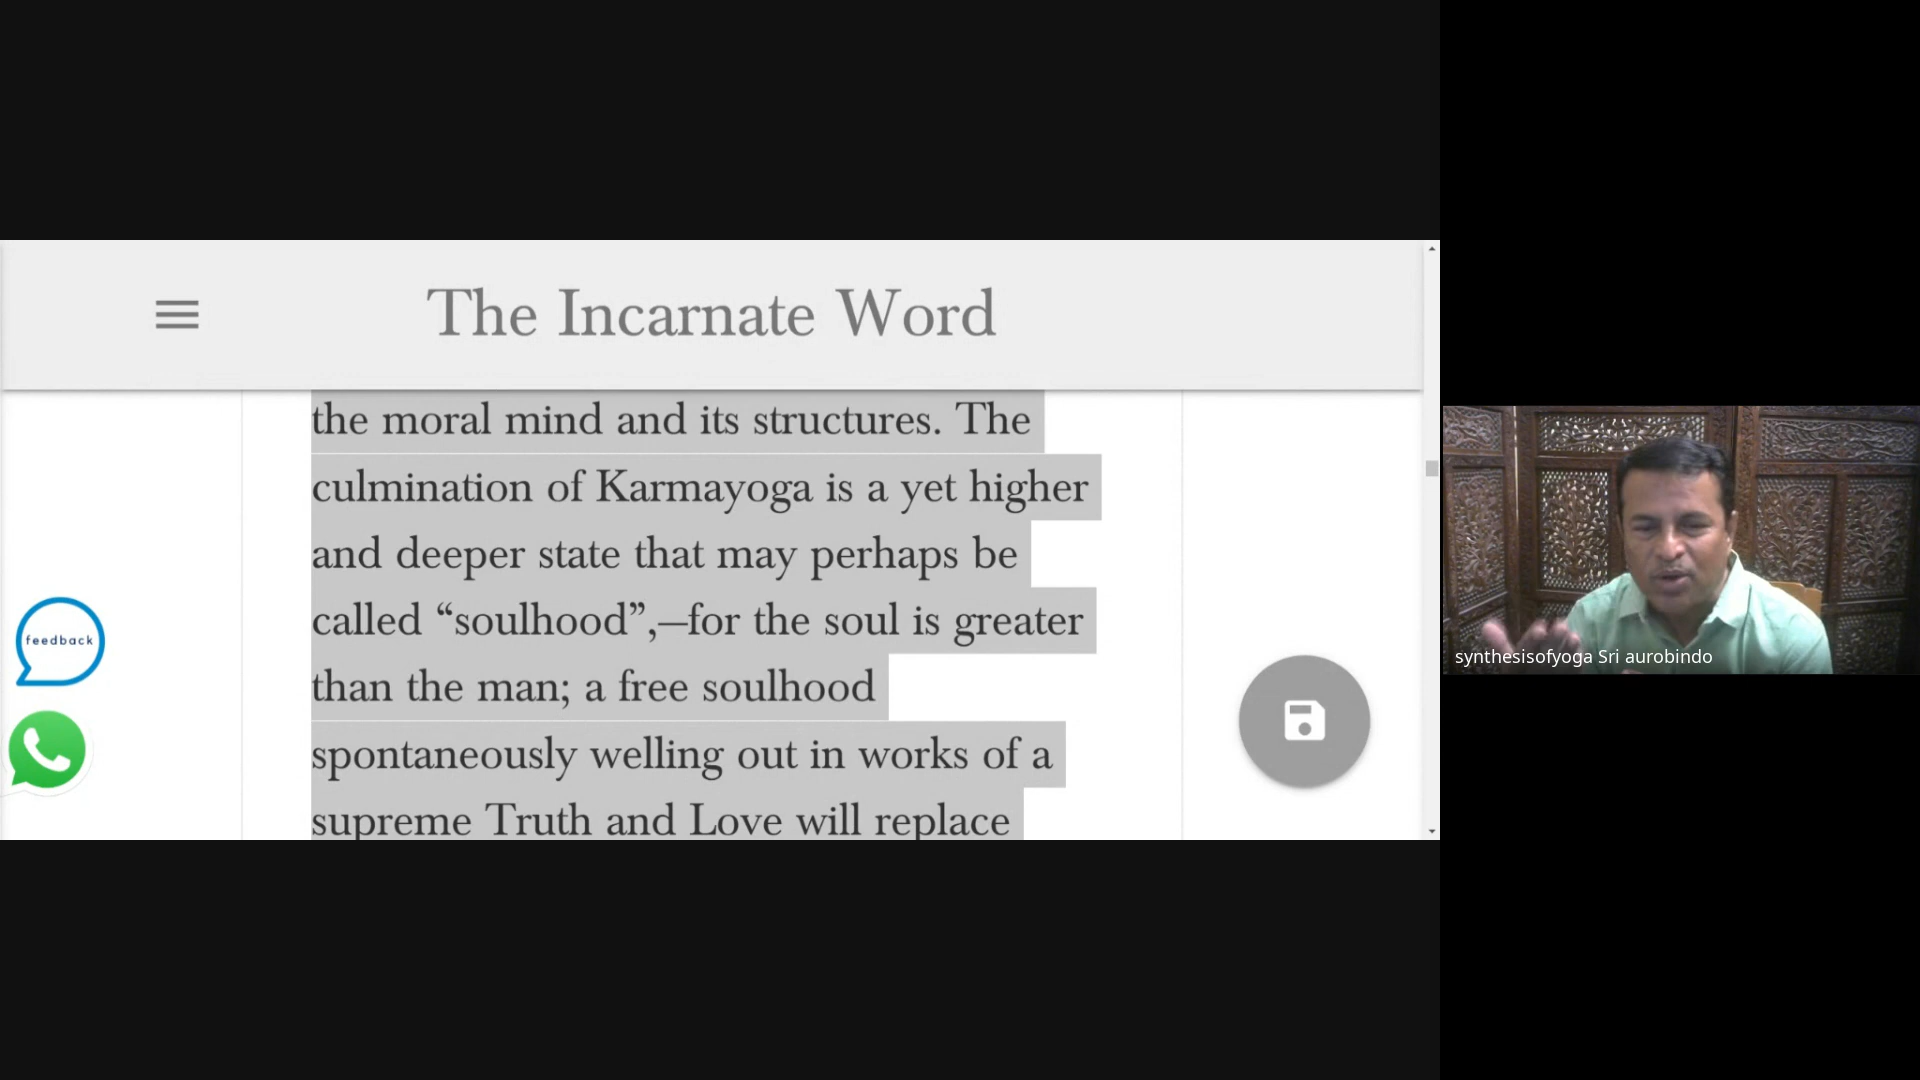 The Incarnate Word
the moral mind and its structures. The
culmination of Karmayoga is a yet higher
and deeper state that may perhaps be
called “soulhood”,—for the soul is greater
than the man; a free soulhood
spontaneously welling out in works of a
supreme Truth and Love will replace
feedback
synthesisofyoga Sri aurobindo